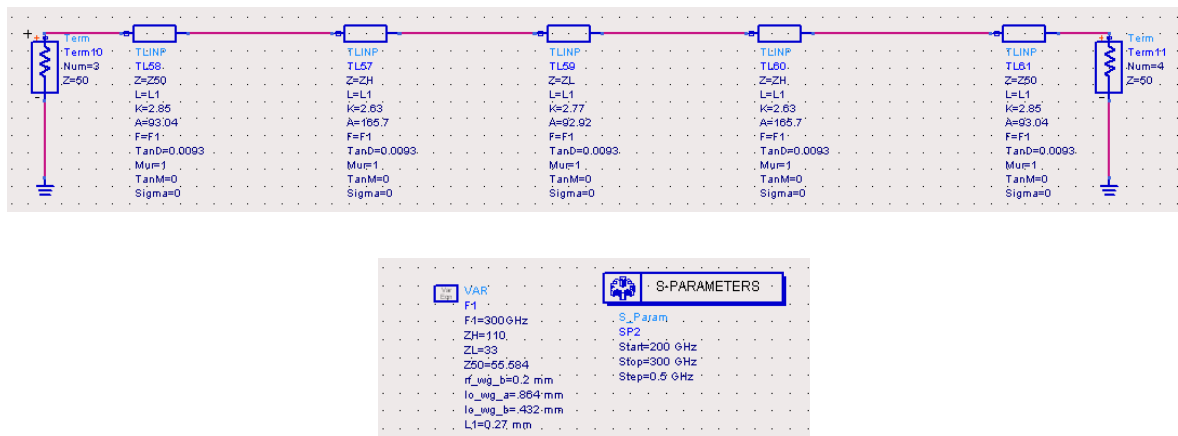 Term
Term10
Num=3
Z=50
TLINP
TL58
Z=Z50
L=L1
K=2.85
A=93.04
F=F1
TanD=0.0093
Mur=1
TanM=0
Sigma=0
TLINP
TL57
Z=ZH
L=L1
K=2.63
A=165.7
F=F1
TanD=0.0093
Mur=1
TanM=0
Sigma=0
TLINP
TL59
Z=ZL
L=L1
K=2.77
A=92.92
F=F1
TanD=0.0093
Mur=1
TanM=0
Sigma=0
TLINP
TL60
Z=ZH
L=L1
K=2.63
A=165.7
F=F1
TanD=0.0093
Mur=1
TanM=0
Sigma=0
TLINP
TL61
Z=Z50
L=L1
K=2.85
A=93.04
F=F1
TanD=0.0093
Mur=1
TanM=0
Sigma=0
Term
Term11
Num=4
Z=50
Var
Eqn
VAR
F1
F1=300GHz
ZH=110
ZL=33
Z50=55.584
rf_wg_b=0.2 mm
lo_wg_a=.864 mm
lo_wg_b=.432 mm
L1=0.27 mm
S-PARAMETERS
S_Param
SP2
Start=200 GHz
Stop=300 GHz
Step=0.5 GHz